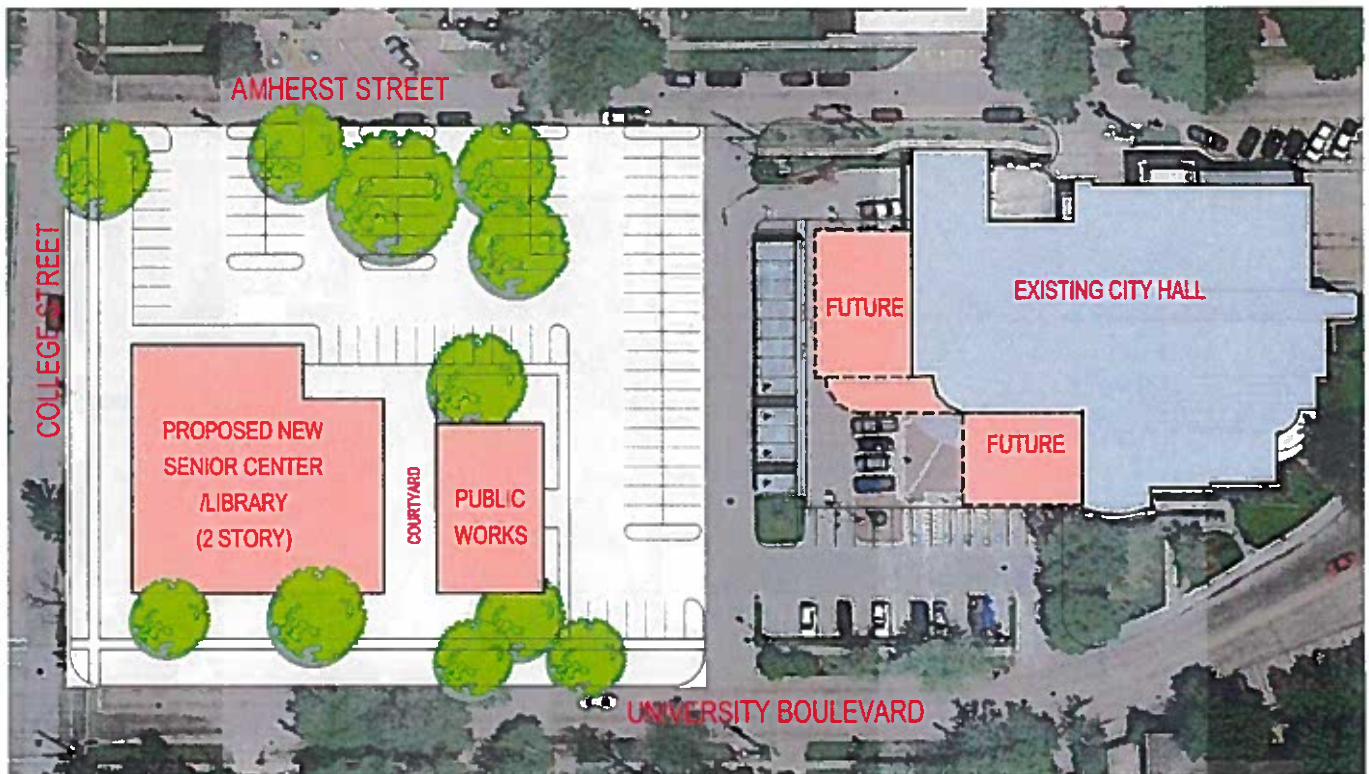 AMHERST STREET
COLLEGE STREET
EXISTING CITY HALL
FUTURE
PROPOSED NEW
SENIOR CENTER
/LIBRARY
(2 STORY)
COURTYARD
PUBLIC
WORKS
FUTURE
UNIVERSITY BOULEVARD